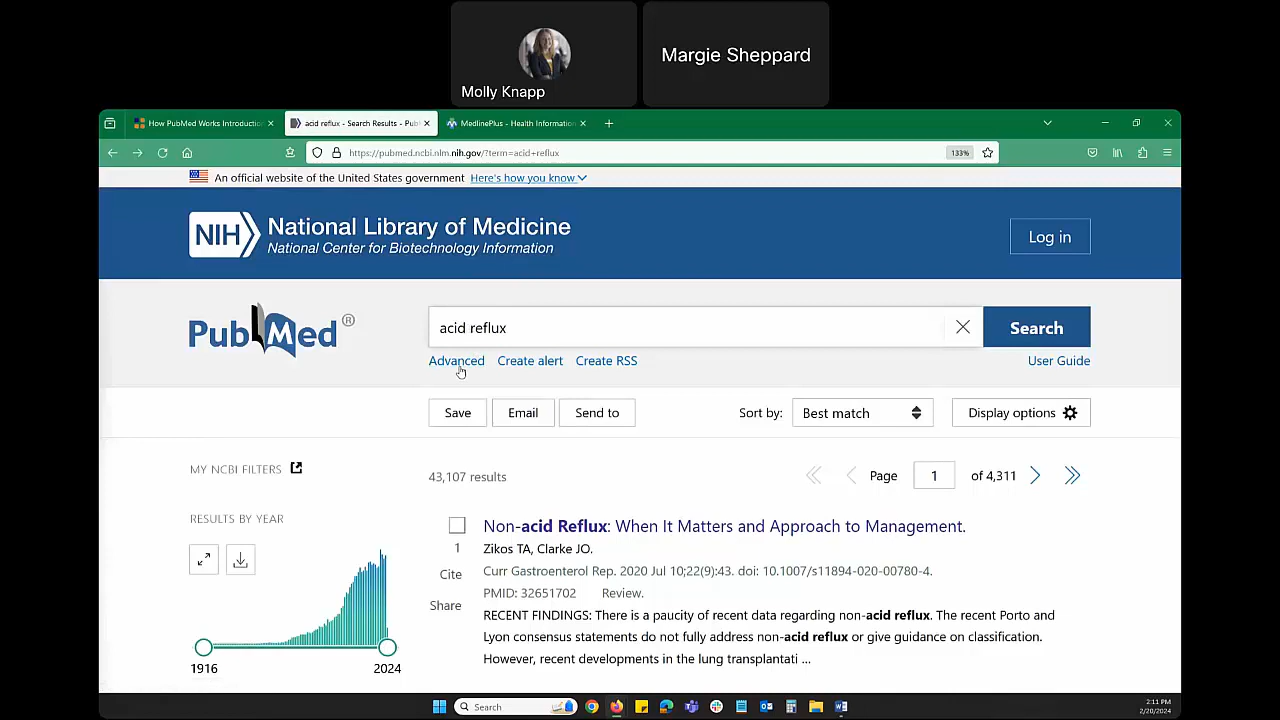 Molly Knapp
Margie Sheppard
How PubMed Works Introduction
acid reflux - Search Results - Pub
MedlinePlus - Health Information
https://pubmed.ncbi.nlm.nih.gov/?term=acid+reflux
133%
An official website of the United States government Here's how you know
NIH National Library of Medicine
National Center for Biotechnology Information
Log in
PubMed ®
acid reflux
Search
Advanced Create alert Create RSS
User Guide
Save Email Send to
Sort by: Best match
Display options
MY NCBI FILTERS
43,107 results
Page 1 of 4,311
RESULTS BY YEAR
1916 2024
Non-acid Reflux: When It Matters and Approach to Management.
1
Zikos TA, Clarke JO.
Cite
Curr Gastroenterol Rep. 2020 Jul 10;22(9):43. doi: 10.1007/s11894-020-00780-4.
PMID: 32651702 Review.
Share
RECENT FINDINGS: There is a paucity of recent data regarding non-acid reflux. The recent Porto and
Lyon consensus statements do not fully address non-acid reflux or give guidance on classification.
However, recent developments in the lung transplantati ...
Search
2:11 PM
2/20/2024